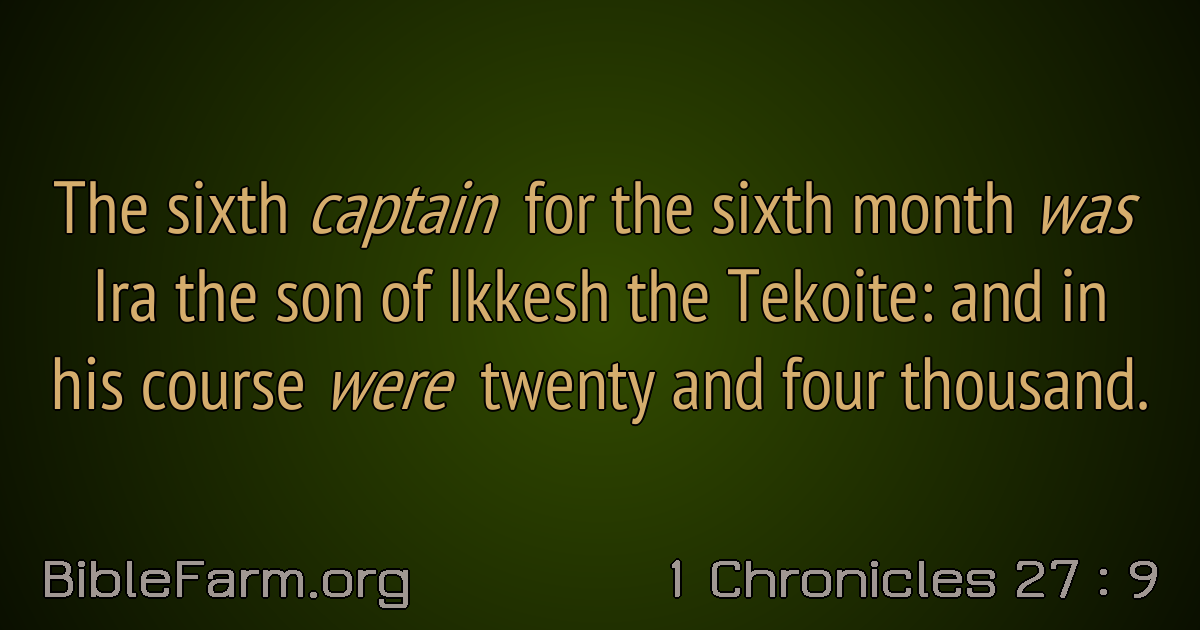 The sixth captain for the sixth month was
Ira the son of Ikkesh the Tekoite: and in
his course were twenty and four thousand.
BibleFarm.org
1 Chronicles 27 : 9